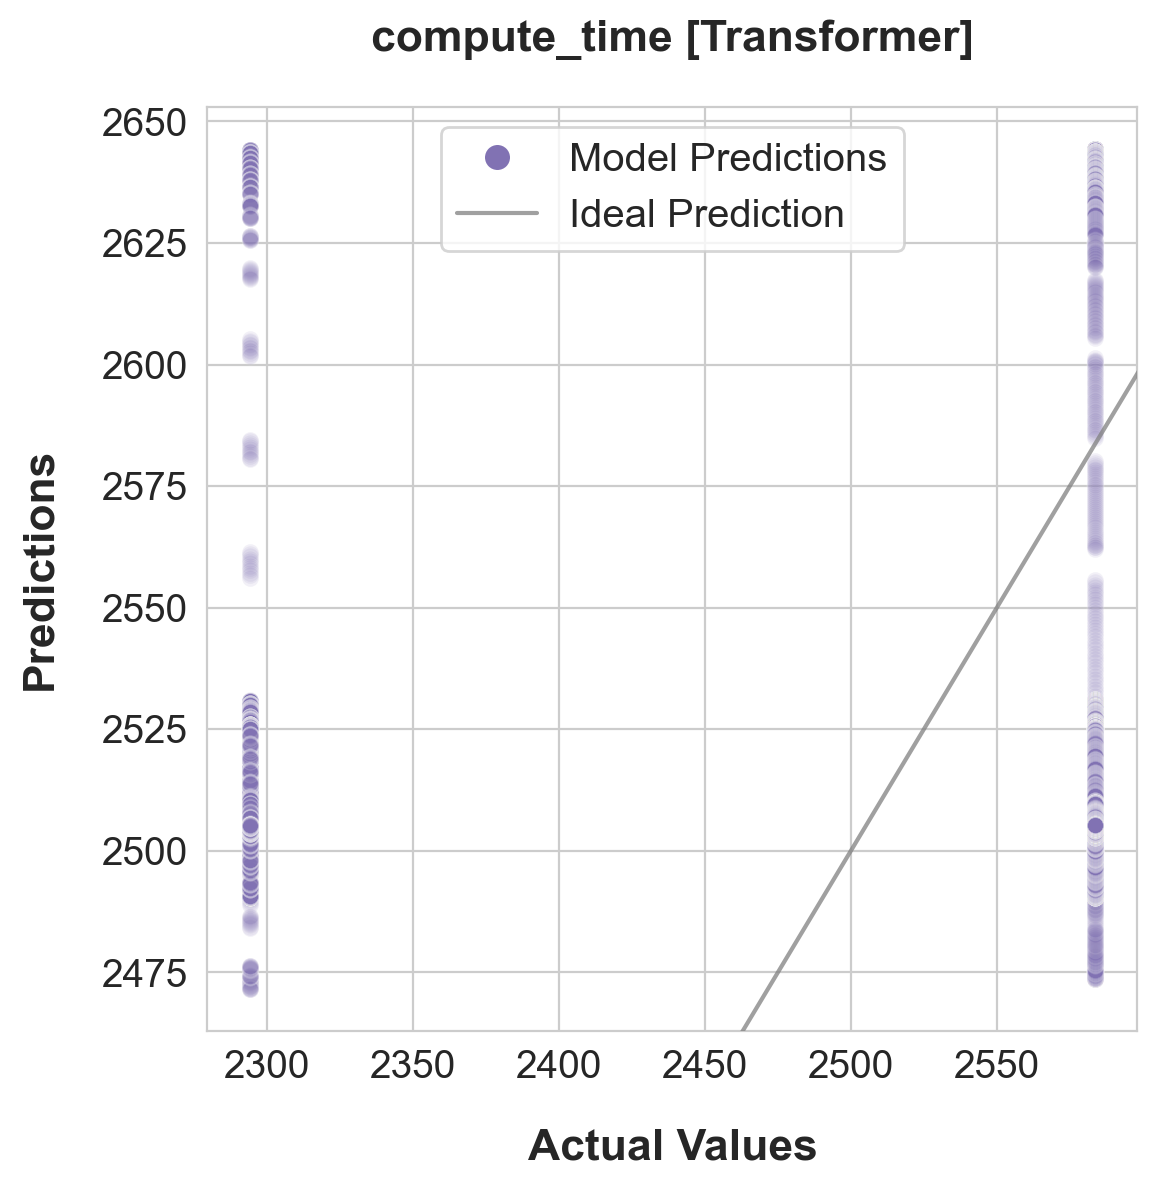 compute_time [Transformer]
Model Predictions
Ideal Prediction
Predictions
2650
2625
2600
2575
2550
2525
2500
2475
2300 2350 2400 2450 2500 2550
Actual Values